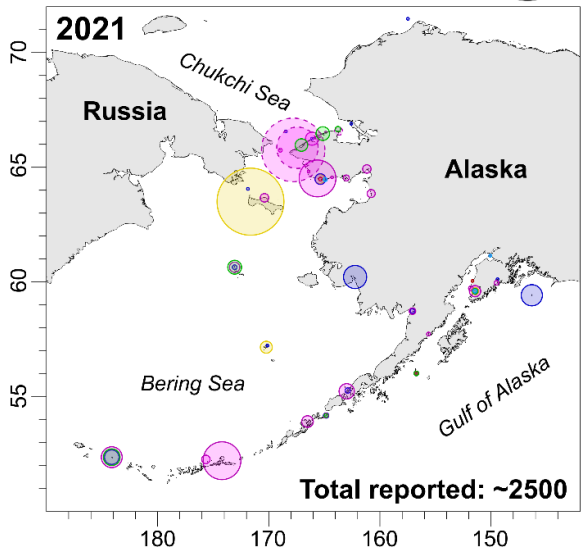 2021
Chukchi Sea
Russia
Alaska
Bering Sea
Gulf of Alaska
Total reported: ~2500
70
65
60
55
180
170
160
150